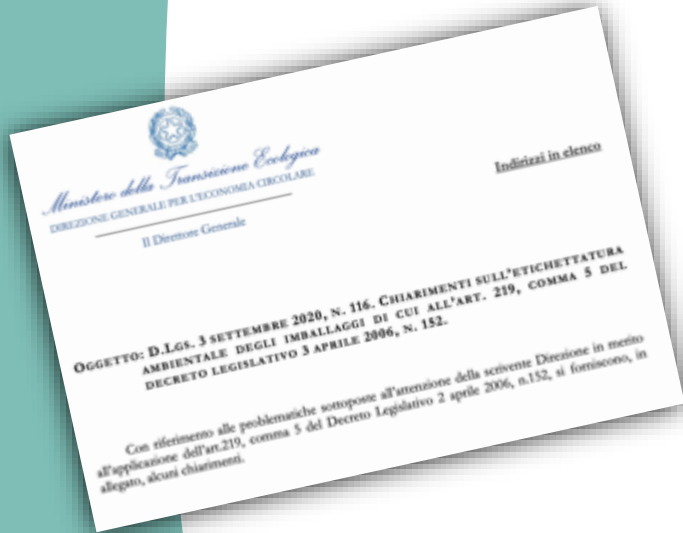 Ministero della Transizione Ecologica
DIREZIONE GENERALE PER L'ECONOMIA CIRCOLARE
Il Direttore Generale
Indirizzi in elenco
OGGETTO: D.LGS. 3 SETTEMBRE 2020, N. 116. CHIARIMENTI SULL'ETICHETTATURA
AMBIENTALE DEGLI IMBALLAGGI DI CUI ALL'ART. 219, COMMA 5 DEL
DECRETO LEGISLATIVO 3 APRILE 2006, N. 152.
Con riferimento alle problematiche sottoposte all'attenzione della scrivente Direzione in merito
all'applicazione dell'art.219, comma 5 del Decreto Legislativo 2 aprile 2006, n.152, si forniscono, in
allegato, alcuni chiarimenti.